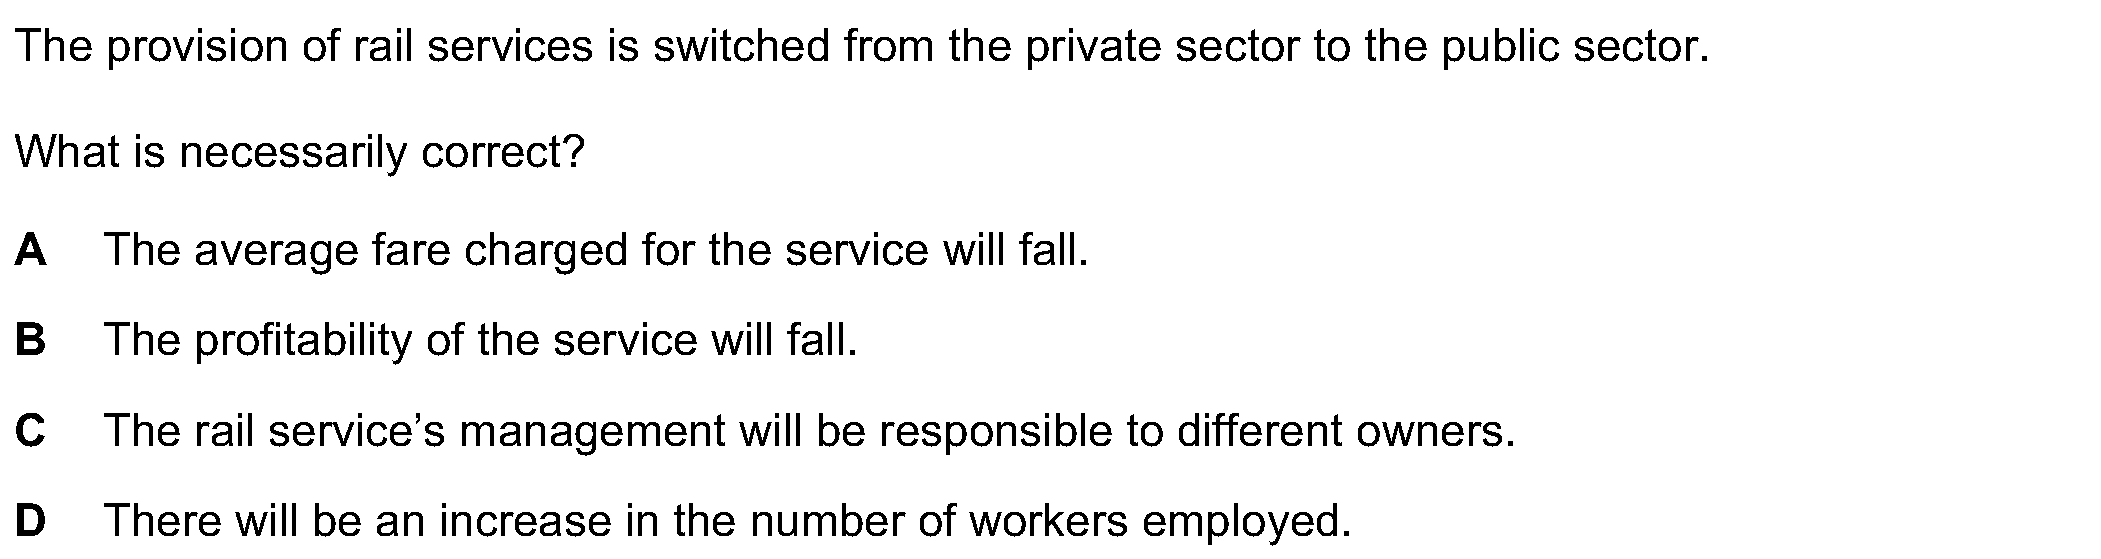 The provision of rail services is switched from the private sector to the public sector.
What is necessarily correct?
A The average fare charged for the service will fall.
B The profitability of the service will fall.
C The rail service’s management will be responsible to different owners.
D There will be an increase in the number of workers employed.